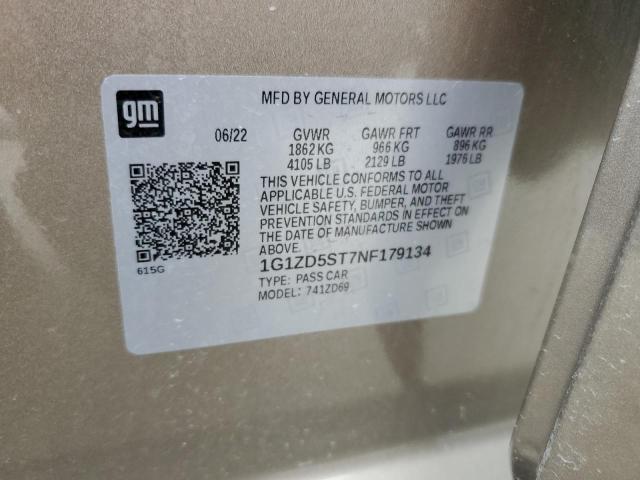 gm
MFD BY GENERAL MOTORS LLC
06/22 GVWR GAWR FRT GAWR RR
1862 KG 966 KG 896 KG
4105 LB 2129 LB 1976 LB
THIS VEHICLE CONFORMS TO ALL
APPLICABLE U.S. FEDERAL MOTOR
VEHICLE SAFETY, BUMPER, AND THEFT
PREVENTION STANDARDS IN EFFECT ON
THE DATE OF MANUFACTURE SHOWN
ABOVE.
615G
1G1ZD5ST7NF179134
TYPE: PASS CAR
MODEL: 741ZD69